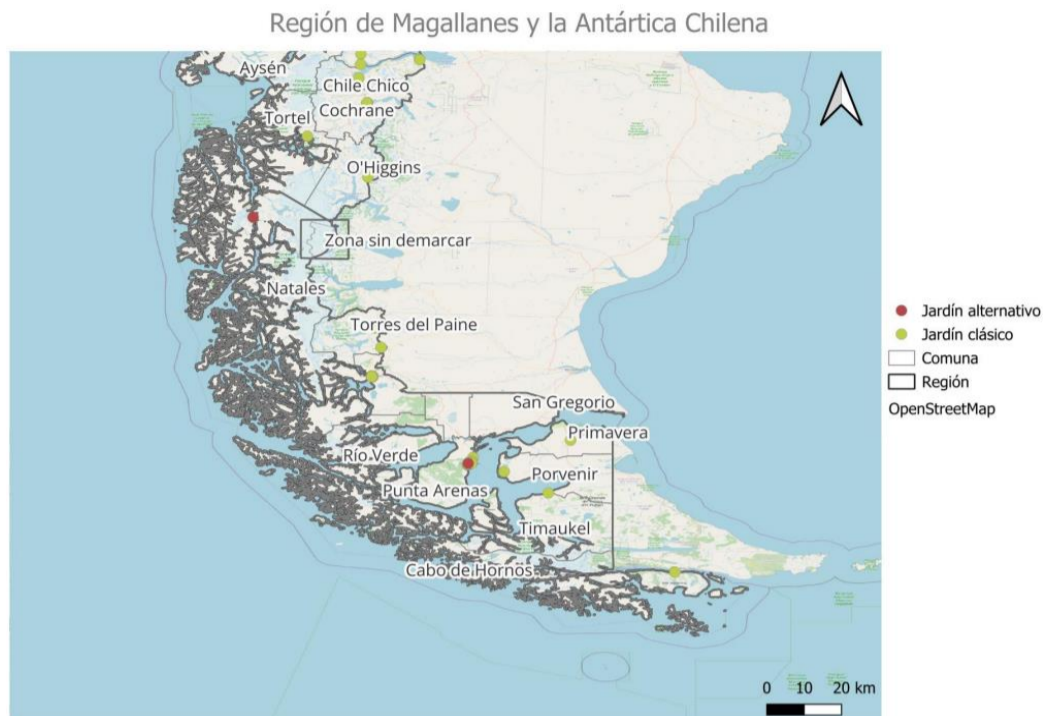 Región de Magallanes y la Antártica Chilena
Aysén
Chile Chico
Cochrane
Tortel
O'Higgins
Zona sin demarcar
Natales
Torres del Paine
San Gregorio
Primavera
Río Verde
Porvenir
Punta Arenas
Timaukel
Cabo de Hornos
Jardín alternativo
Jardín clásico
Comuna
Región
OpenStreetMap
0 10 20 km